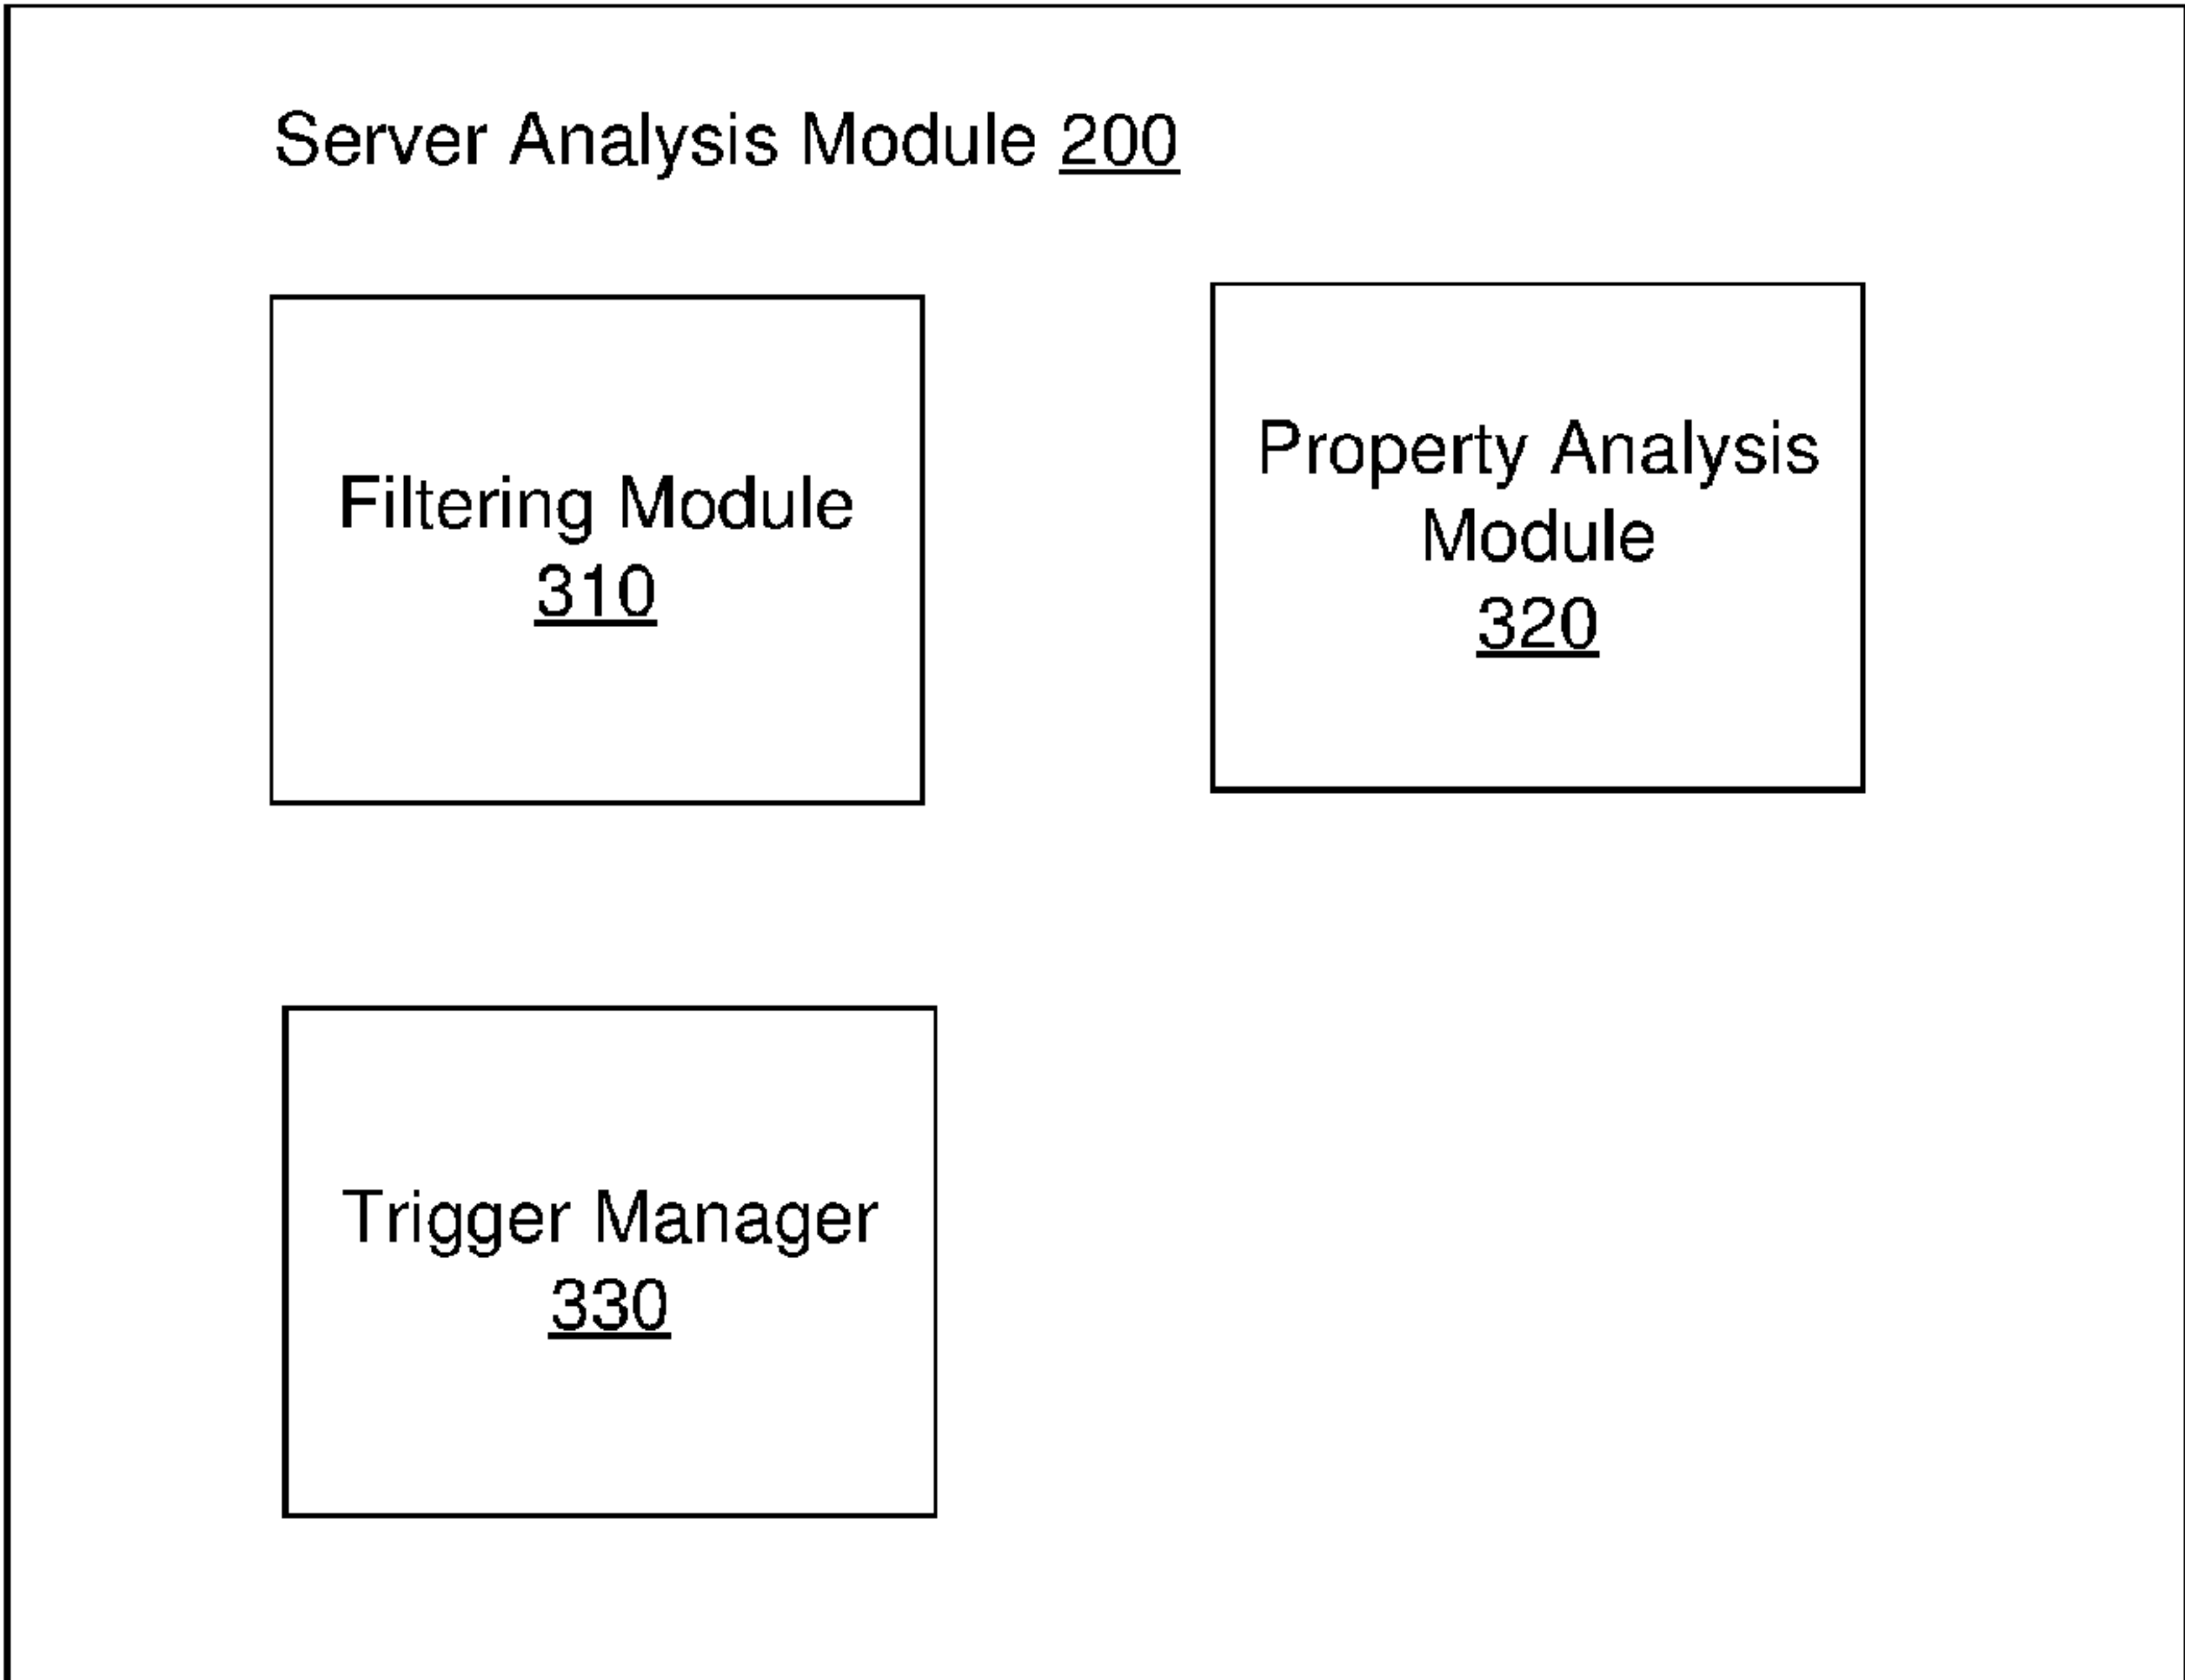 Server Analysis Module 200
Filtering Module
310
Property Analysis
Module
320
Trigger Manager
330